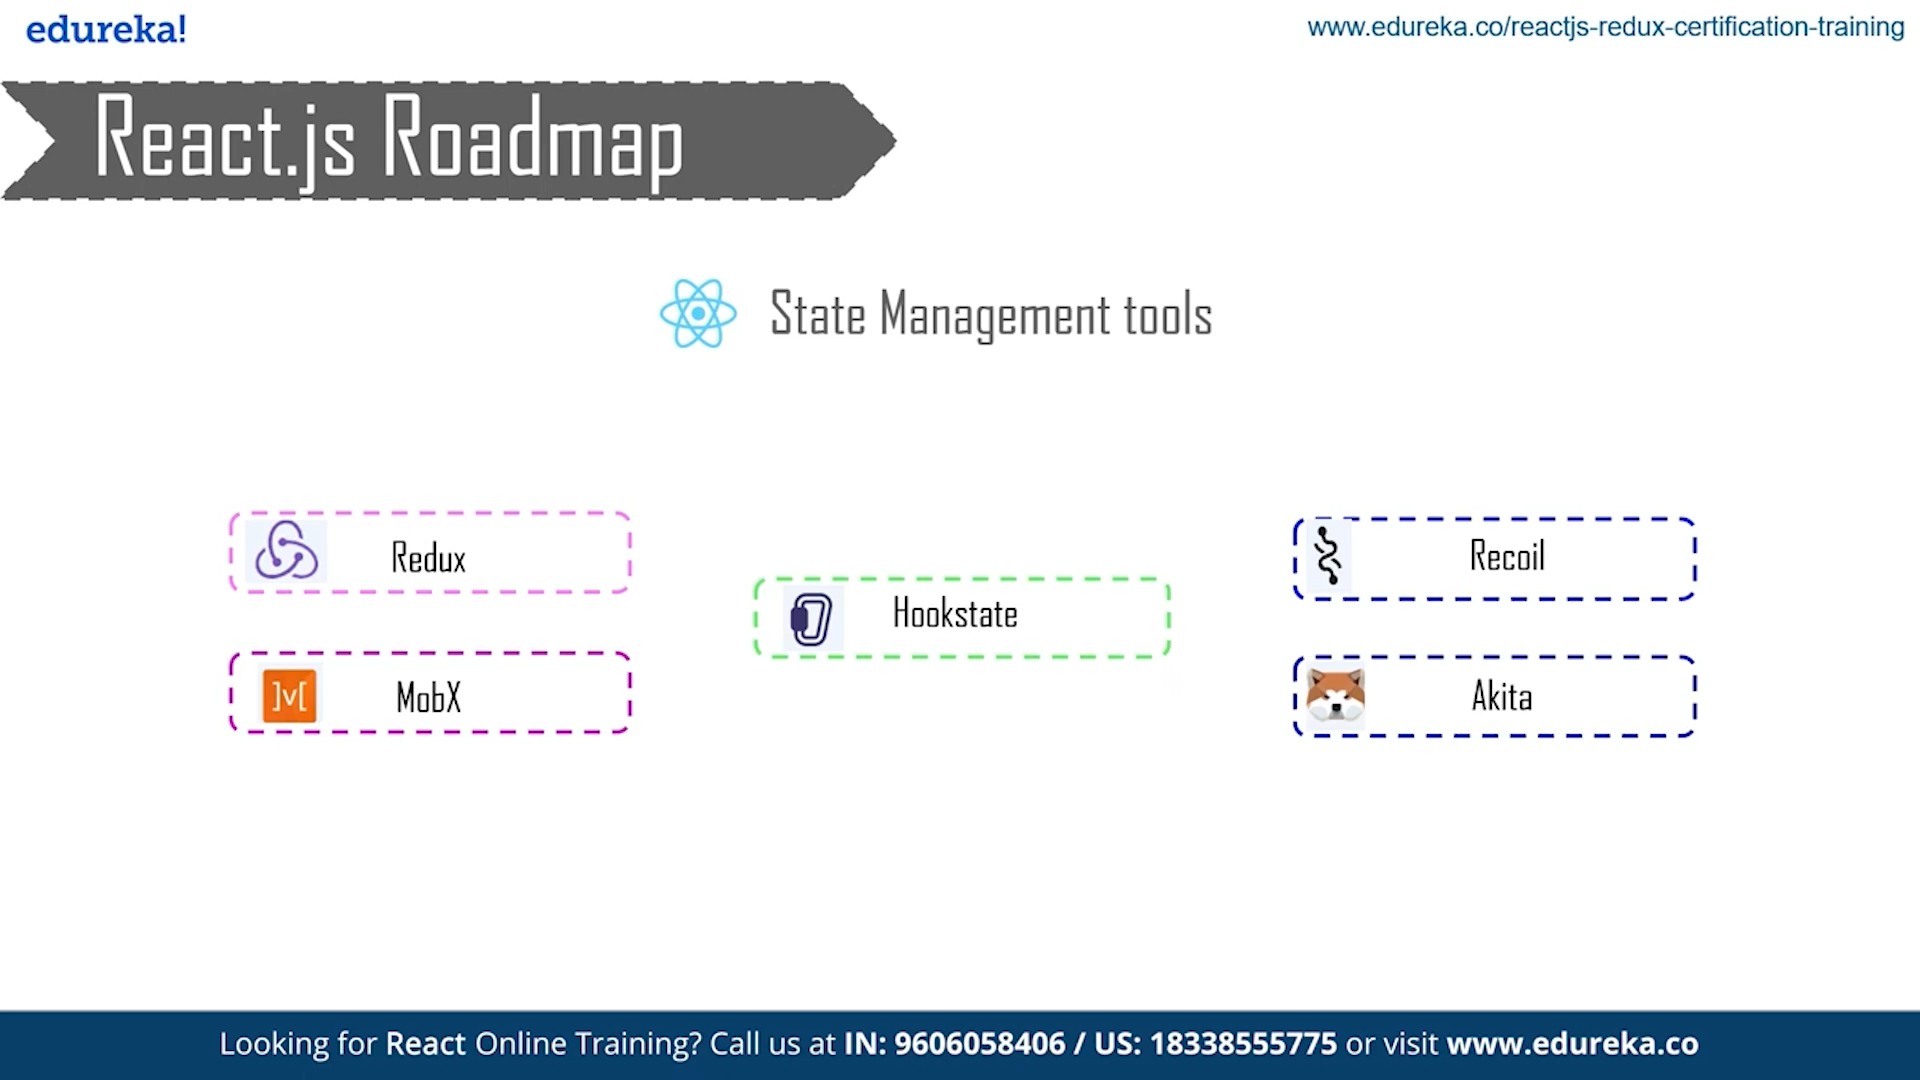 edureka!
www.edureka.co/reactjs-redux-certification-training
React.js Roadmap
State Management tools
Redux
MobX
Hookstate
Recoil
Akita
Looking for React Online Training? Call us at IN: 9606058406 / US: 18338555775 or visit www.edureka.co